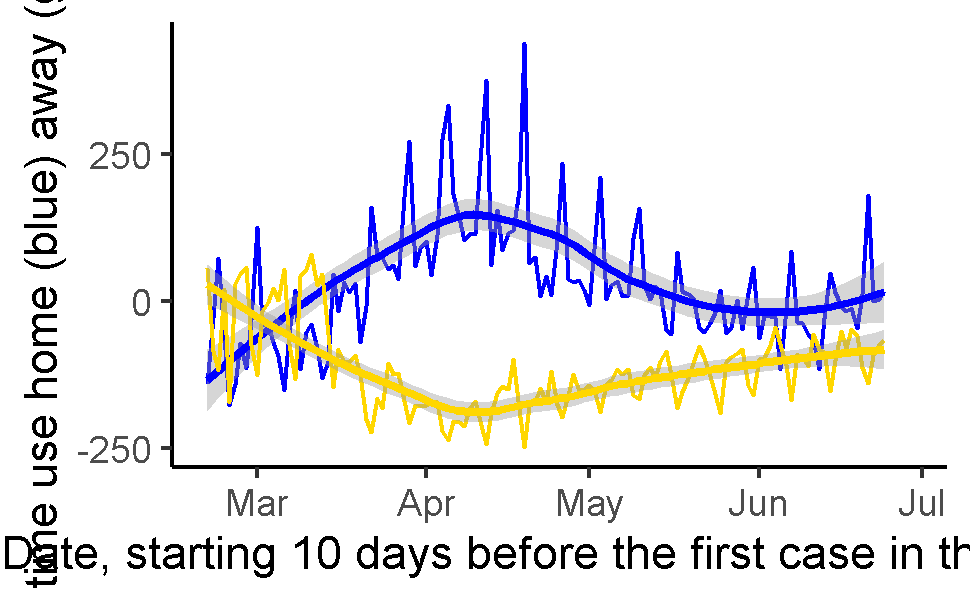 time use home (blue) away (
250
0
-250
Mar Apr May Jun Jul
Date, starting 10 days before the first case in th